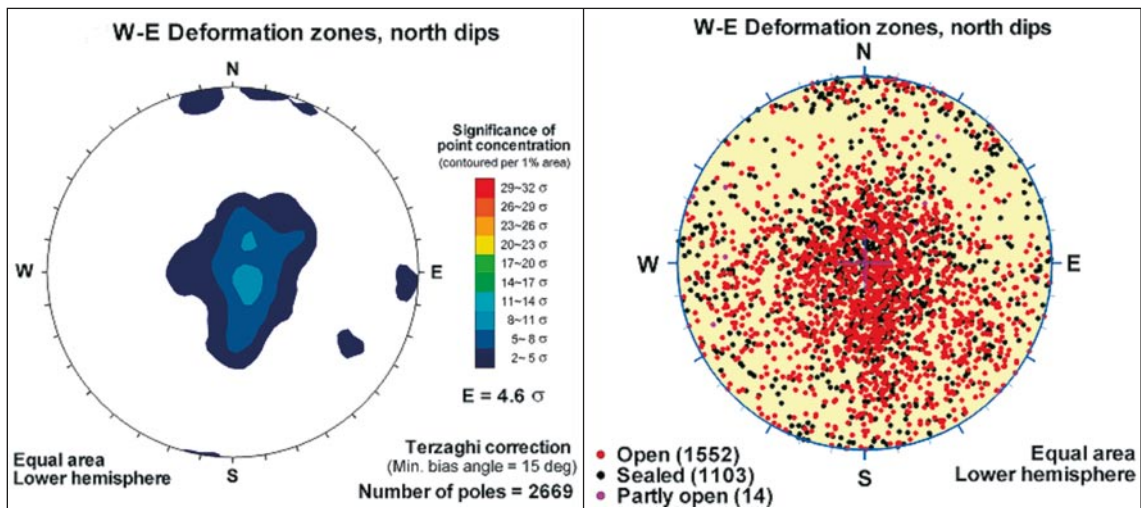 W-E Deformation zones, north dips
N
W
E
S
Significance of
point concentration
(contoured per 1% area)
29~32 σ
26~29 σ
23~26 σ
20~23 σ
17~20 σ
14~17 σ
11~14 σ
8~11 σ
5~ 8 σ
2~ 5 σ
E = 4.6 σ
Equal area
Lower hemisphere
Terzaghi correction
(Min. bias angle = 15 deg)
Number of poles = 2669
W-E Deformation zones, north dips
N
W
E
S
Open (1552)
Sealed (1103)
Partly open (14)
Equal area
Lower hemisphere